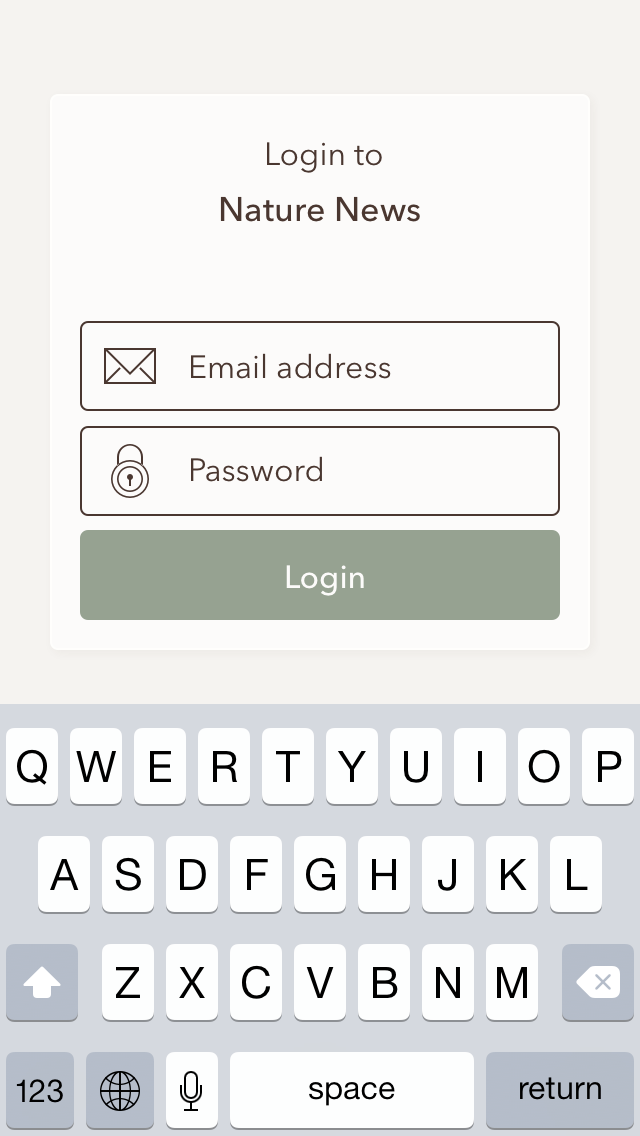 Login to
Nature News
Email address
Password
Login
Q W E R T Y U I O P
A S D F G H J K L
Z X C V B N M
123 space return